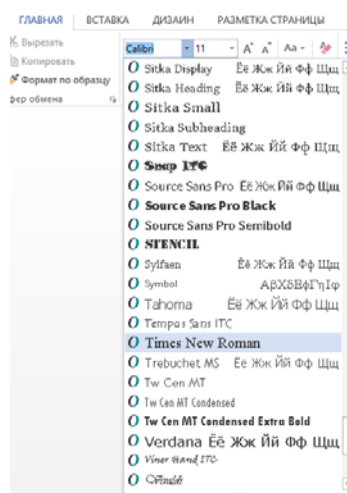 ГЛАВНАЯ ВСТАВКА ДИЗАЙН РАЗМЕТКА СТРАНИЦЫ
Вырезать
Копировать
Формат по образцу
фер обмена
Calibri 11 A A Aa
O Sitka Display Ёё Жж Йй Фф Щщ
O Sitka Heading Ёё Жж Йй Фф Щщ
O Sitka Small
O Sitka Subheading
O Sitka Text Ёё Жж Йй Фф Щщ
O Snap ITC
O Source Sans Pro Ёё Жж Йй Фф Щщ
O Source Sans Pro Black
O Source Sans Pro Semibold
O STENCIL
O Sylfaen Ёё Жж Йй Фф Щщ
O Symbol ΑβΧδΕφΓηΙφ
O Tahoma Ёё Жж Йй Фф Щщ
O Tempus Sans ITC
O Times New Roman
O Trebuchet MS Ёё Жж Йй Фф Щщ
O Tw Cen MT
O Tw Cen MT Condensed
O Tw Cen MT Condensed Extra Bold
O Verdana Ёё Жж Йй Фф Щщ
O Viner Hand ITC
O Vivaldi